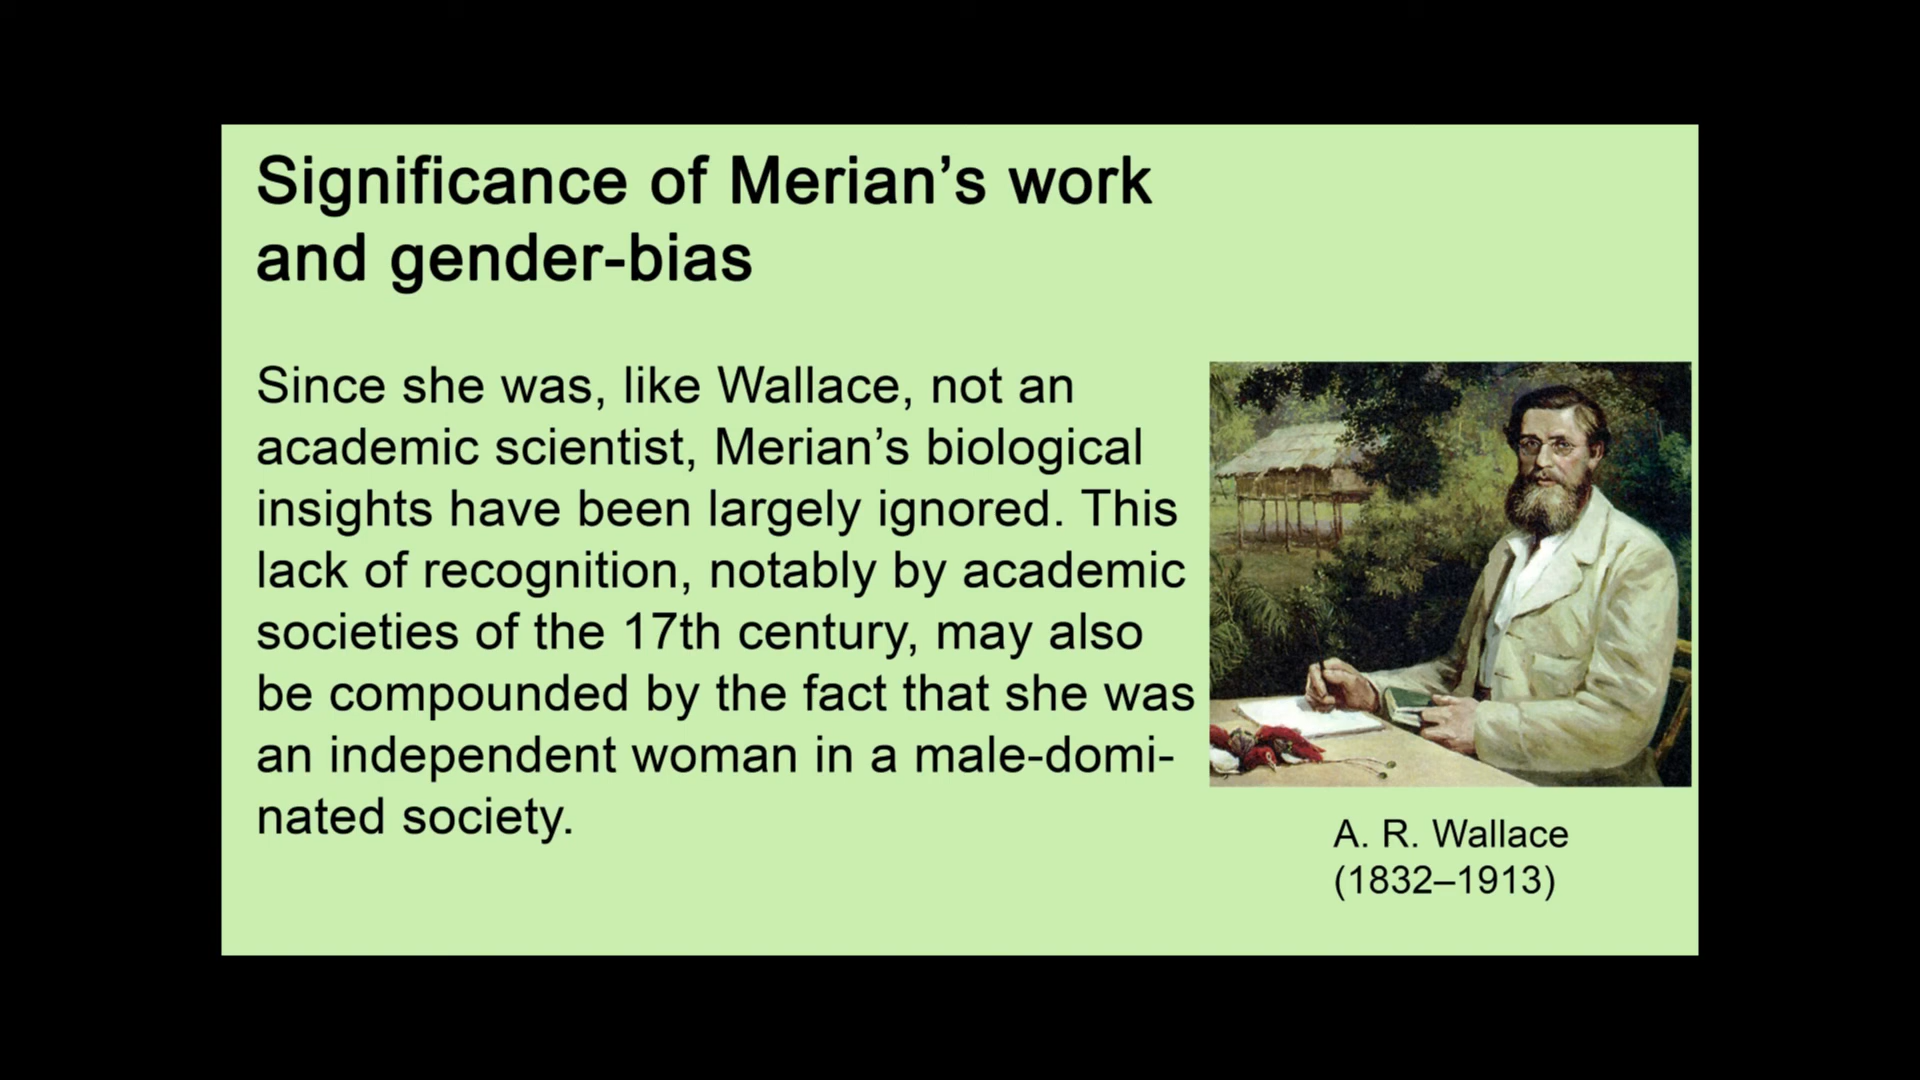 Significance of Merian’s work
and gender-bias
Since she was, like Wallace, not an
academic scientist, Merian’s biological
insights have been largely ignored. This
lack of recognition, notably by academic
societies of the 17th century, may also
be compounded by the fact that she was
an independent woman in a male-domi-
nated society.
A. R. Wallace
(1832–1913)